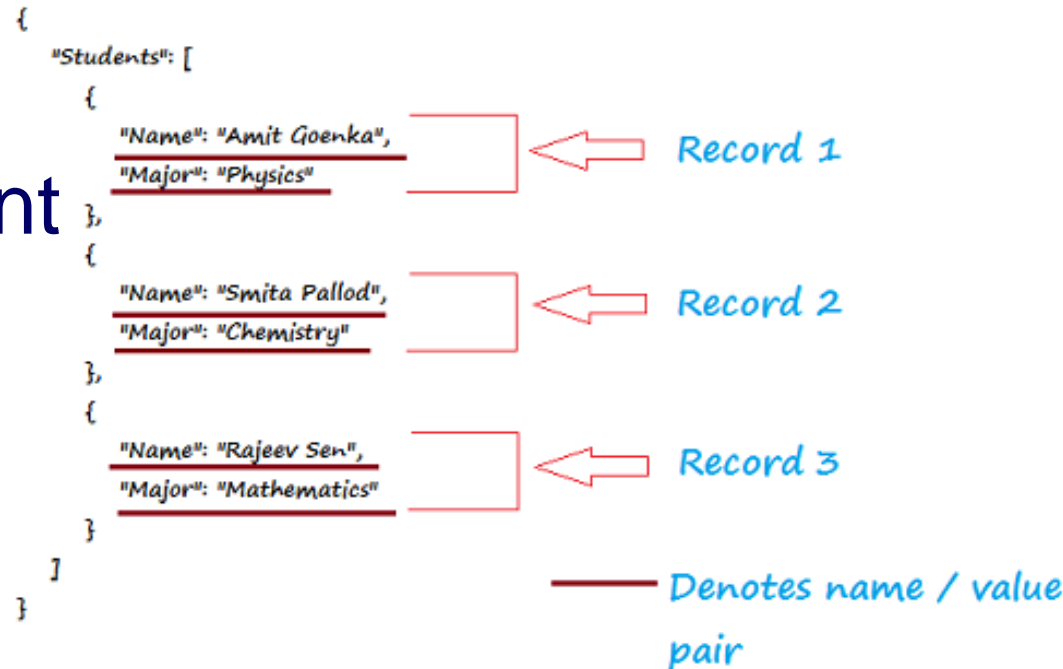 {
"Students": [
{
"Name": "Amit Goenka",
"Major": "Physics"
Record 1
nt
},
{
"Name": "Smita Pallod",
"Major": "Chemistry"
Record 2
},
{
"Name": "Rajeev Sen",
"Major": "Mathematics"
Record 3
}
]
}
Denotes name / value
pair